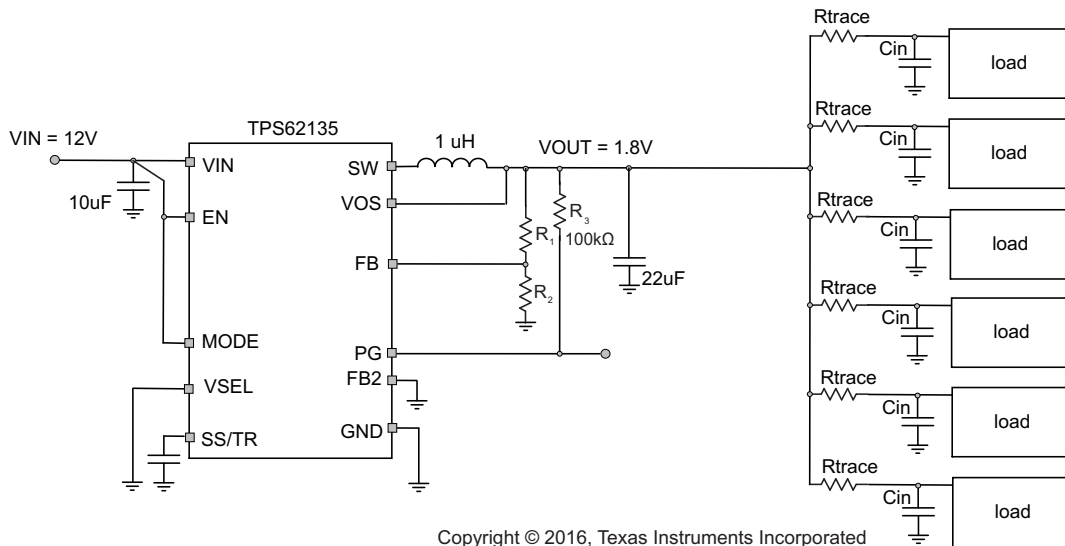 Rtrace
Cin
load
Rtrace
Cin
load
TPS62135
VIN = 12V
1 uH
VOUT = 1.8V
VIN
SW
10uF
VOS
EN
R3
R1
100kΩ
Rtrace
Cin
load
FB
22uF
R2
Rtrace
Cin
load
MODE
PG
VSEL
FB2
Rtrace
Cin
load
SS/TR
GND
Rtrace
Cin
load
Copyright © 2016, Texas Instruments Incorporated